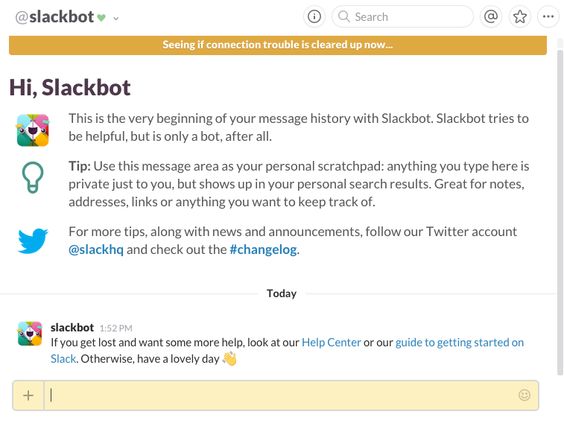 @slackbot
Search
Seeing if connection trouble is cleared up now...
Hi, Slackbot
This is the very beginning of your message history with Slackbot. Slackbot tries to
be helpful, but is only a bot, after all.
Tip: Use this message area as your personal scratchpad: anything you type here is
private just to you, but shows up in your personal search results. Great for notes,
addresses, links or anything you want to keep track of.
For more tips, along with news and announcements, follow our Twitter account
@slackhq and check out the #changelog.
Today
slackbot 1:52 PM
If you get lost and want some more help, look at our Help Center or our guide to getting started on
Slack. Otherwise, have a lovely day 👋